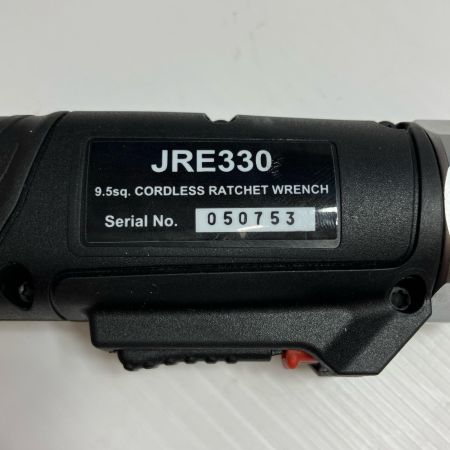 JRE330
9.5sq. CORDLESS RATCHET WRENCH
Serial No. 050753